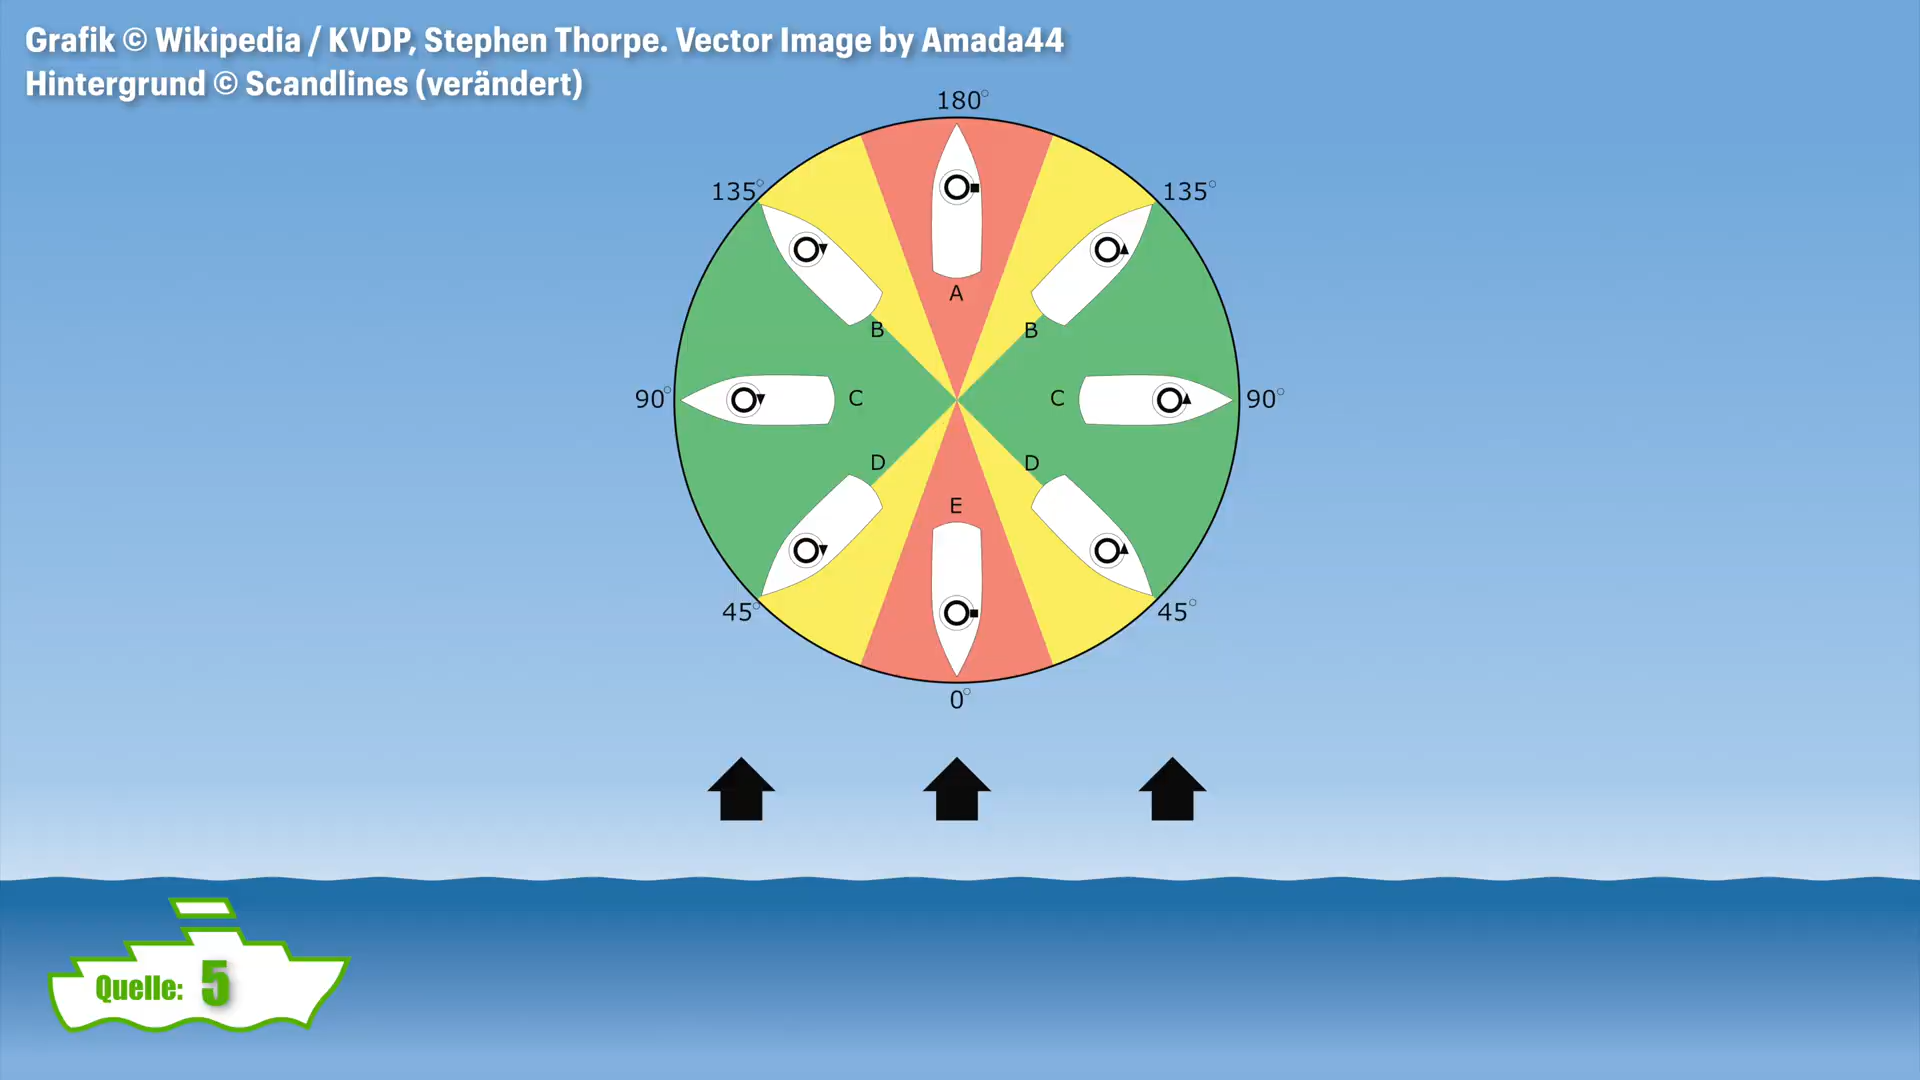 Grafik © Wikipedia / KVDP, Stephen Thorpe. Vector Image by Amada44
Hintergrund © Scandlines (verändert)
180°
135° 135°
A
B B
90° C C 90°
D D
E
45° 45°
0°
Quelle: 5